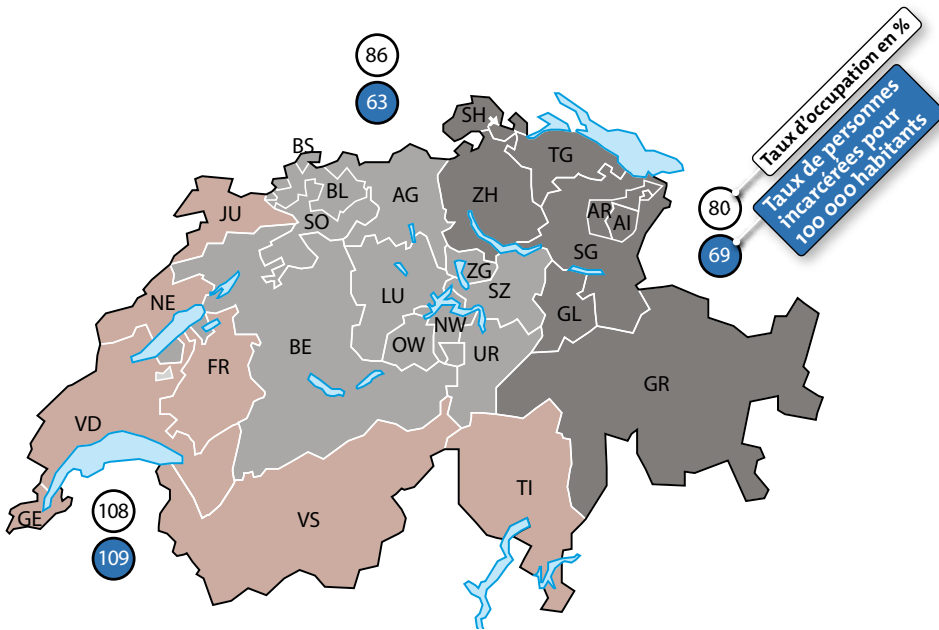 86
63
Taux d'occupation en %
Taux de personnes
incarcérées pour
100 000 habitants
80
69
SH
BS
BL
AG
ZH
TG
JU
SO
AR
AI
SG
ZG
SZ
NE
LU
NW
GL
OW
UR
BE
FR
GR
VD
TI
VS
GE
108
109